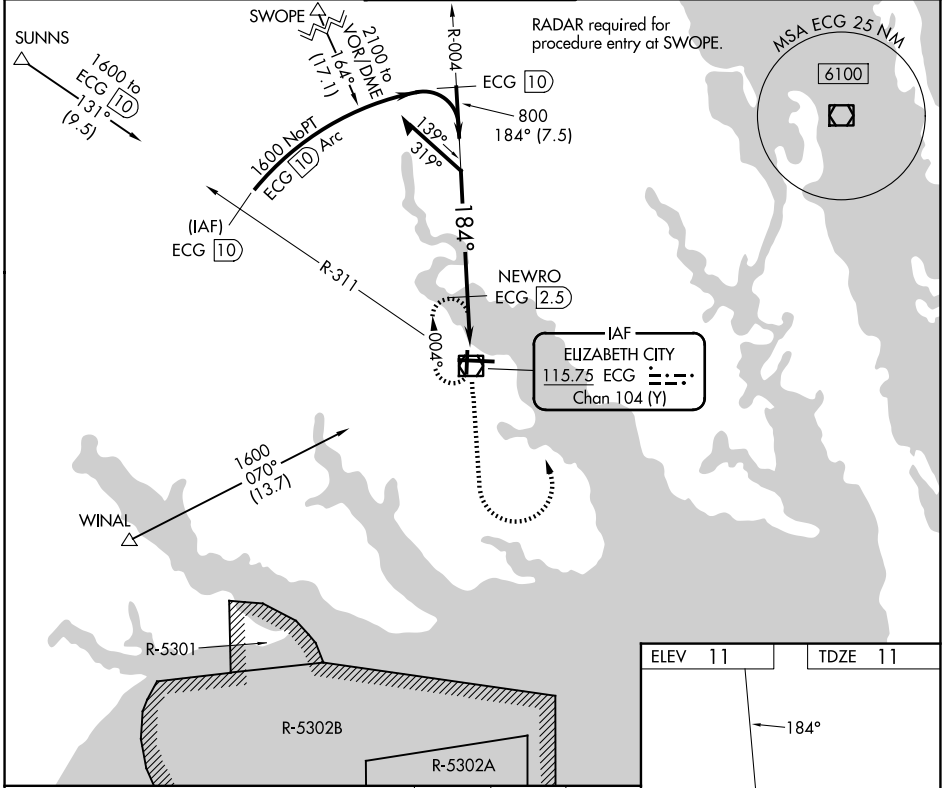 SUNNS
1600 to
ECG 10
131°
(9.5)
SWOPE
2100 to
VOR/DME
164°
(17.1)
R-004
RADAR required for
procedure entry at SWOPE.
MSA ECG 25 NM
6100
ECG 10
800
184° (7.5)
1600 NoPT
ECG 10 Arc
139°
319°
(IAF)
ECG 10
R-311
184°
NEWRO
ECG 2.5
004°
IAF
ELIZABETH CITY
115.75 ECG
Chan 104 (Y)
1600
070°
(13.7)
WINAL
R-5301
R-5302B
R-5302A
ELEV 11
TDZE 11
184°